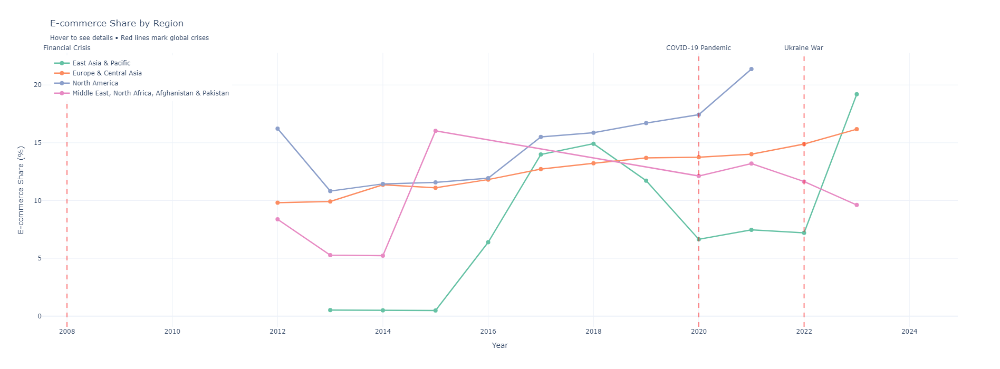 E-commerce Share by Region
Hover to see details • Red lines mark global crises
Financial Crisis
COVID-19 Pandemic
Ukraine War
East Asia & Pacific
Europe & Central Asia
North America
Middle East, North Africa, Afghanistan & Pakistan
E-commerce Share (%)
20
15
10
5
0
2008
2010
2012
2014
2016
2018
2020
2022
2024
Year